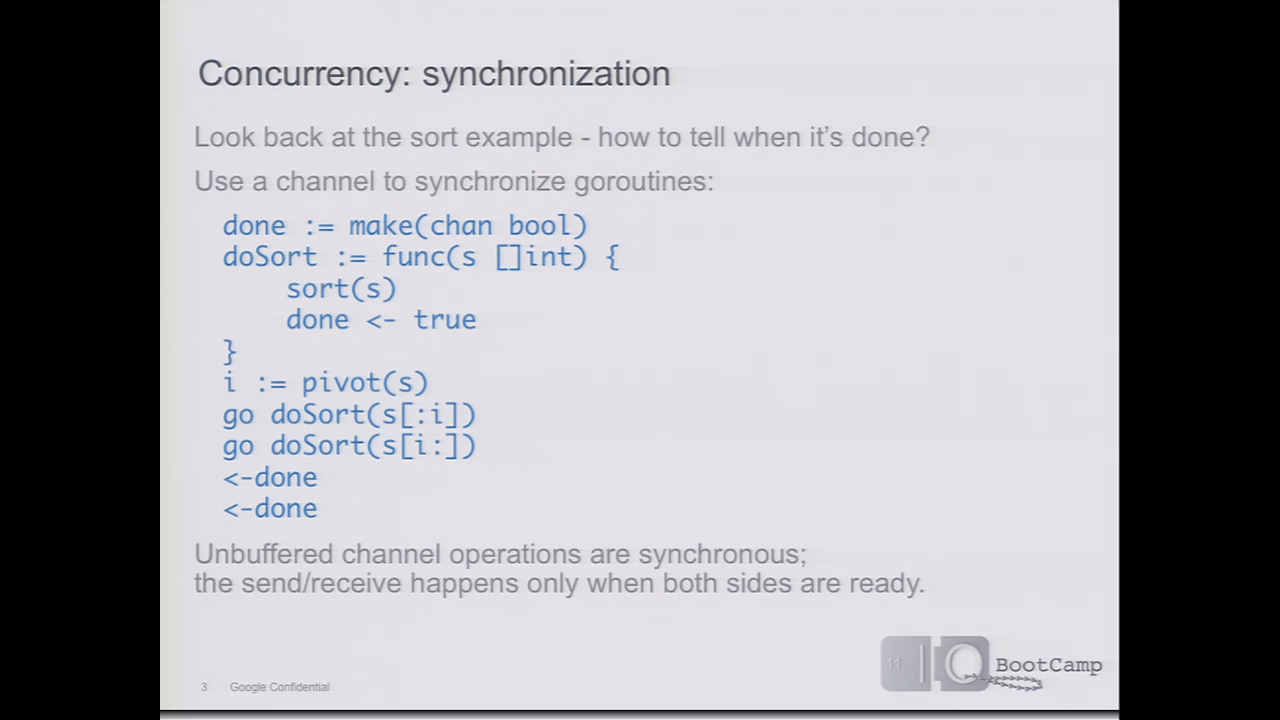 Concurrency: synchronization
Look back at the sort example - how to tell when it's done?
Use a channel to synchronize goroutines:
done := make(chan bool)
doSort := func(s []int) {
    sort(s)
    done <- true
}
i := pivot(s)
go doSort(s[:i])
go doSort(s[i:])
<-done
<-done
Unbuffered channel operations are synchronous;
the send/receive happens only when both sides are ready.
11 IO BootCamp
3 Google Confidential